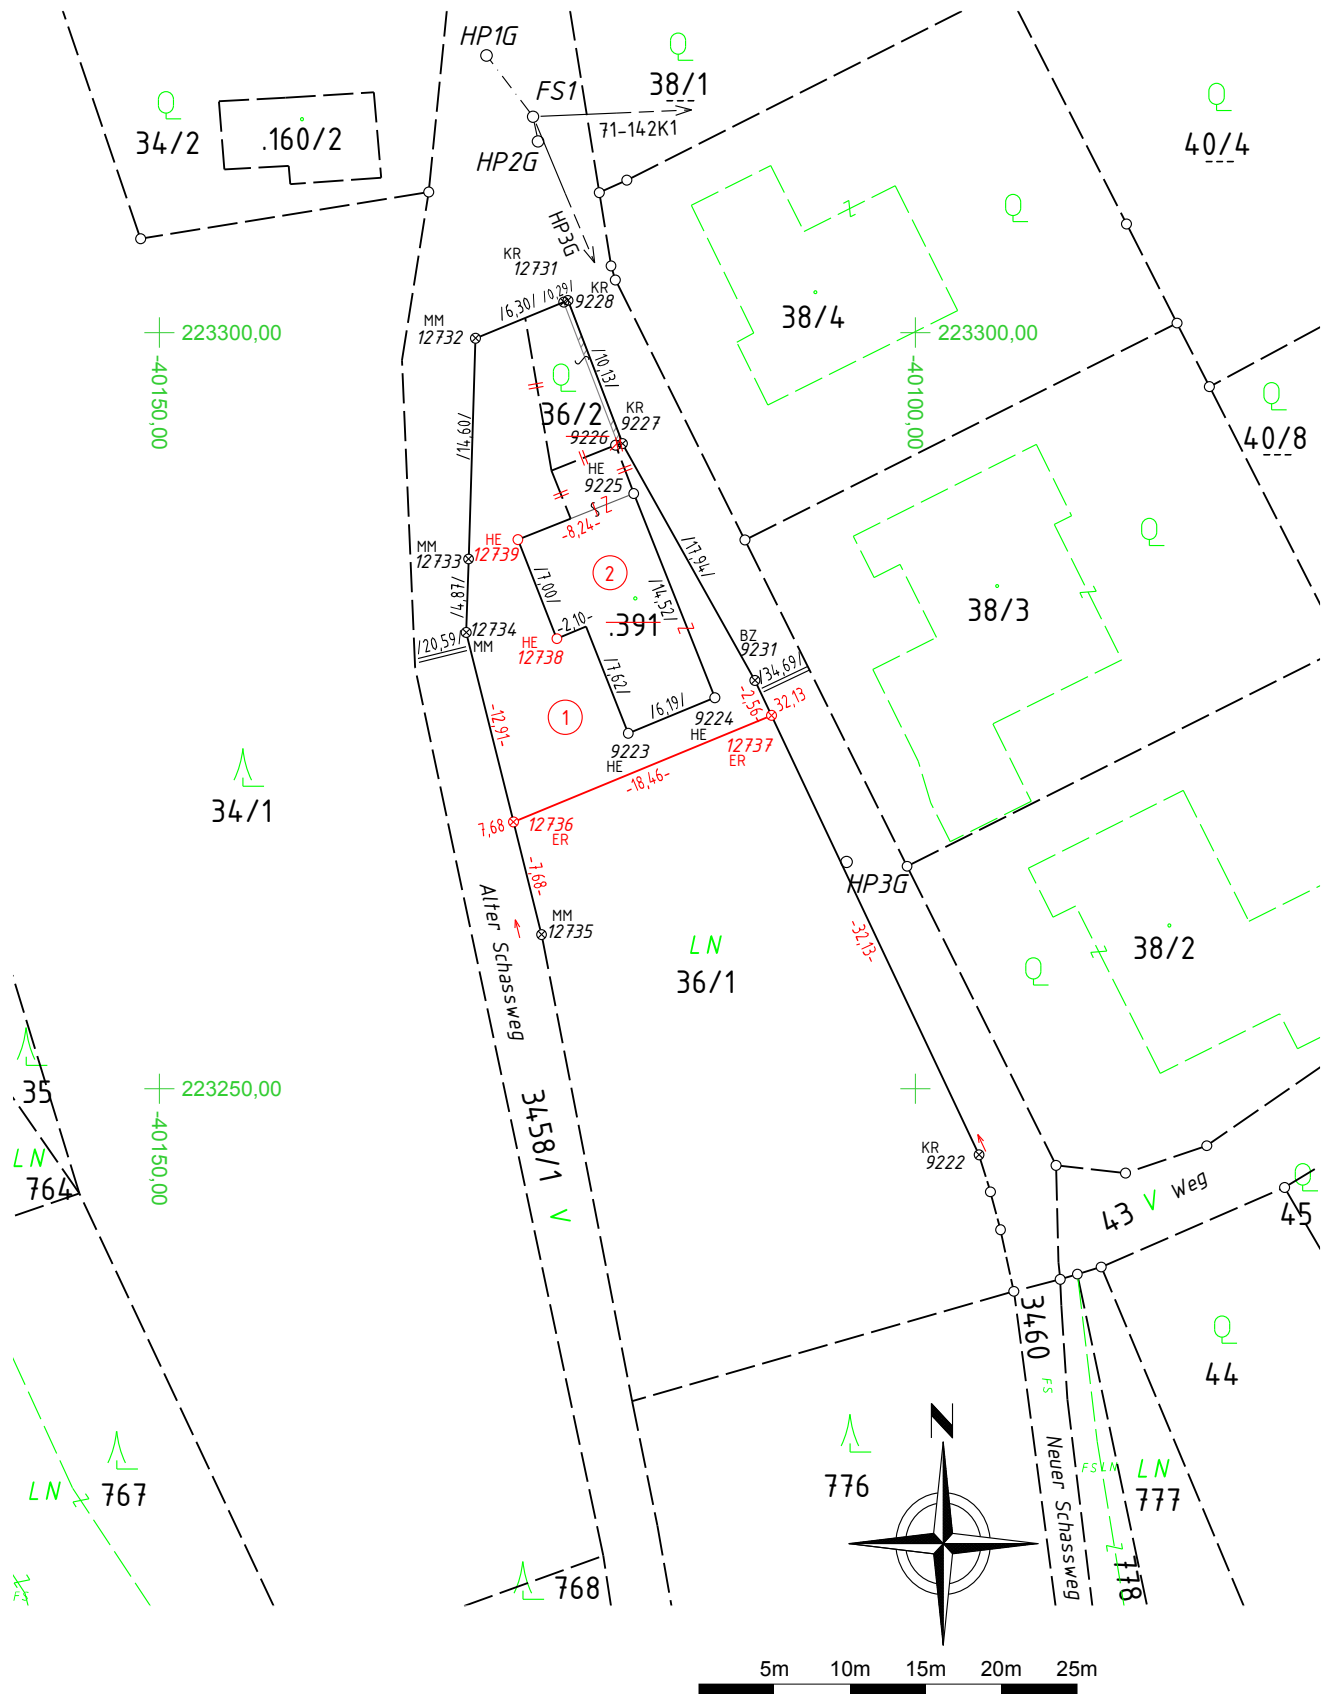 HP1G
FS1
38/1
71-142K1
HP2G
34/2
.160/2
40/4
HP3G
KR
12731
KR
9228
/0,29/
/6,30/
MM
12732
223300,00
-40150,00
38/4
223300,00
-40100,00
/10,13/
36/2
KR
9227
9226
HE
9225
40/8
/14,60/
-8,24-
MM
12733
HE
12739
/17,94/
2
/7,00/
/14,52/
/4,87/
38/3
.391
-2,10-
12734
MM
/20,59/
HE
12738
BZ
9231
/34,69/
/7,62/
/6,19/
-2,56-
32,13
9224
HE
1
-12,91-
9223
HE
12737
ER
-18,46-
34/1
7,68
12736
ER
-7,68-
HP3G
Alter Schassweg
MM
12735
-32,13-
LN
36/1
38/2
35
223250,00
-40150,00
3458/1
V
KR
9222
LN
764
43 V Weg
45
3460
FS
44
Neuer Schassweg
N
LN
767
776
FS
LN
LN
777
778
FS
768
5m
10m
15m
20m
25m